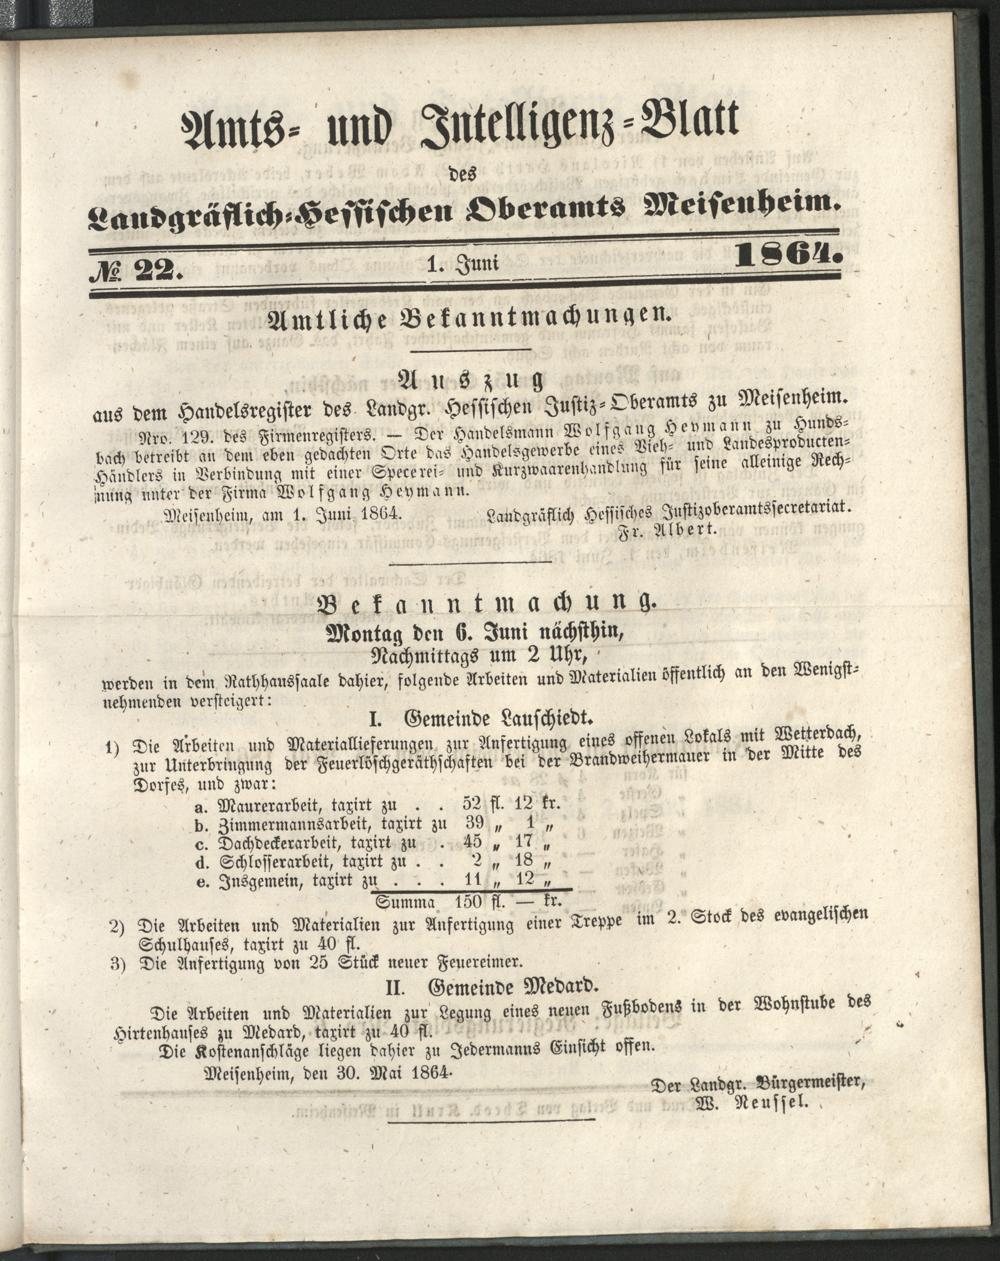 Amts- und Intelligenz-Blatt
des
Landgräflich-Hessischen Oberamts Meisenheim.
№ 22. 1. Juni 1864.
Amtliche Bekanntmachungen.
Auszug
aus dem Handelsregister des Landgr. Hessischen Justiz-Oberamts zu Meisenheim.
Nro. 129. des Firmenregisters. — Der Handelsmann Wolfgang Heymann zu Hunds-
bach betreibt an dem eben gedachten Orte das Handelsgewerbe eines Vieh- und Landesproducten-
Händlers in Verbindung mit einer Specerei- und Kurzwaarenhandlung für seine alleinige Rech-
nung unter der Firma Wolfgang Heymann.
Meisenheim, am 1. Juni 1864. Landgräflich Hessisches Justizoberamtssecretariat.
Fr. Albert.
Bekanntmachung.
Montag den 6. Juni nächsthin,
Nachmittags um 2 Uhr,
werden in dem Rathhaussaale dahier, folgende Arbeiten und Materialien öffentlich an den Wenigst-
nehmenden versteigert:
I. Gemeinde Lauschiedt.
1) Die Arbeiten und Materiallieferungen zur Anfertigung eines offenen Lokals mit Wetterdach,
zur Unterbringung der Feuerlöschgeräthschaften bei der Brandweihermauer in der Mitte des
Dorfes, und zwar:
a. Maurerarbeit, taxirt zu . . 52 fl. 12 kr.
b. Zimmermannsarbeit, taxirt zu 39 „ 1 „
c. Dachdeckerarbeit, taxirt zu . 45 „ 17 „
d. Schlosserarbeit, taxirt zu . . 2 „ 18 „
e. Insgemein, taxirt zu . . . 11 „ 12 „
Summa 150 fl. — kr.
2) Die Arbeiten und Materialien zur Anfertigung einer Treppe im 2. Stock des evangelischen
Schulhauses, taxirt zu 40 fl.
3) Die Anfertigung von 25 Stück neuer Feuereimer.
II. Gemeinde Medard.
Die Arbeiten und Materialien zur Legung eines neuen Fußbodens in der Wohnstube des
Hirtenhauses zu Medard, taxirt zu 40 fl.
Die Kostenanschläge liegen dahier zu Jedermanns Einsicht offen.
Meisenheim, den 30. Mai 1864.
Der Landgr. Bürgermeister,
W. Neussel.